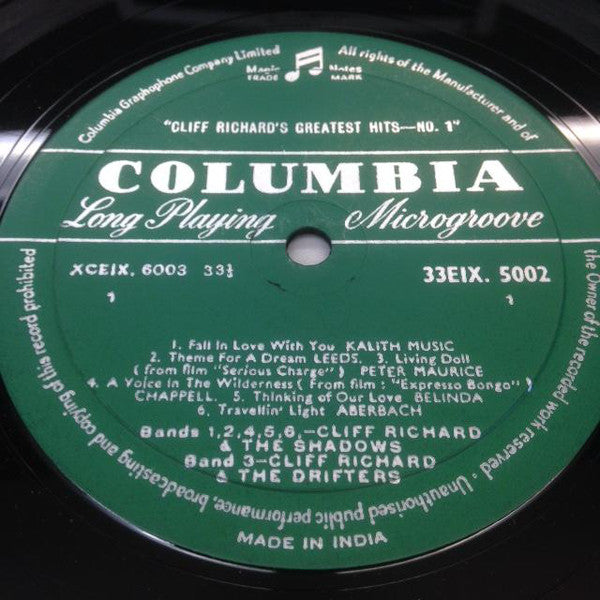 Columbia Graphophone Company Limited
All rights of the Manufacturer and of
the Owner of the recorded work reserved :
Unauthorised public performance, broadcasting and copying of this record prohibited
Magic Notes
TRADE MARK
"CLIFF RICHARD'S GREATEST HITS—NO. 1"
COLUMBIA
Long Playing Microgroove
XCEIX. 6003 33⅓ 33EIX. 5002
1 1
1. Fall In Love With You KALITH MUSIC
2. Theme For A Dream LEEDS. 3. Living Doll
(from film "Serious Charge") PETER MAURICE
4. A Voice In The Wilderness (From film : "Expresso Bongo")
CHAPPELL. 5. Thinking of Our Love BELINDA
6. Travellin' Light ABERBACH
Bands 1,2,4,5,6,-CLIFF RICHARD
& THE SHADOWS
Band 3-CLIFF RICHARD
& THE DRIFTERS
MADE IN INDIA